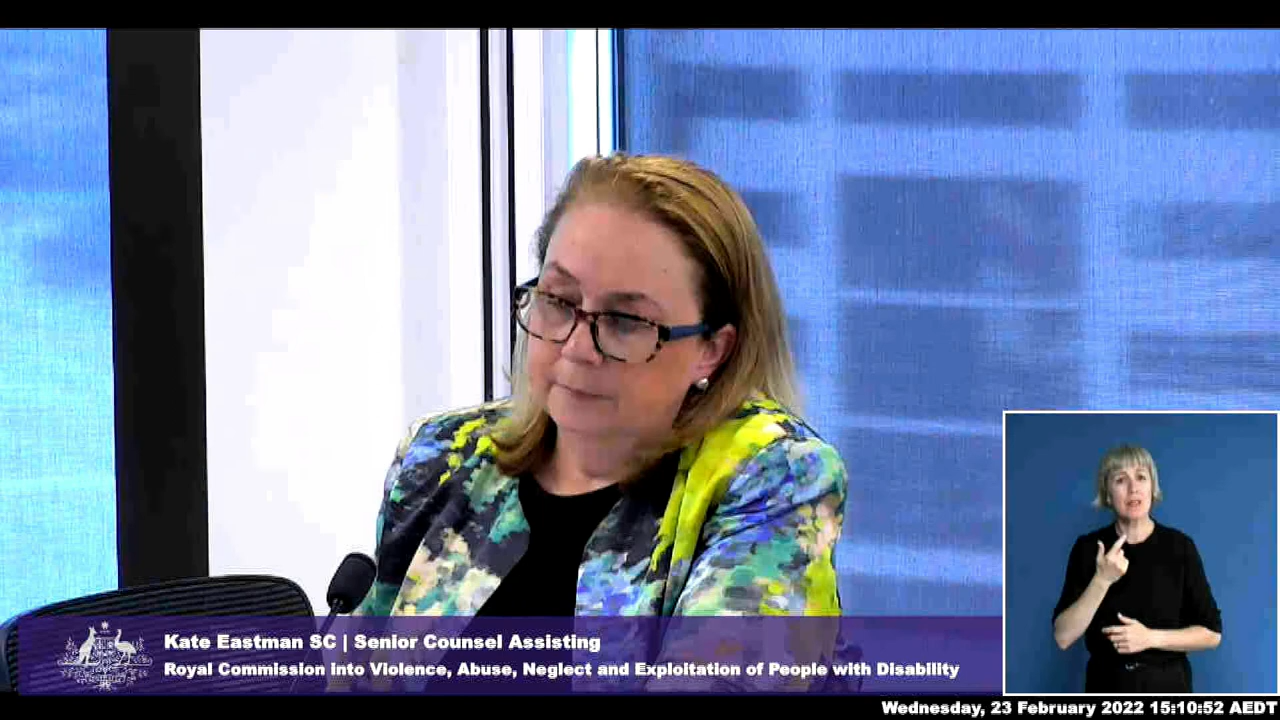 Kate Eastman SC | Senior Counsel Assisting
Royal Commission into Violence, Abuse, Neglect and Exploitation of People with Disability
Wednesday, 23 February 2022 15:10:52 AEDT